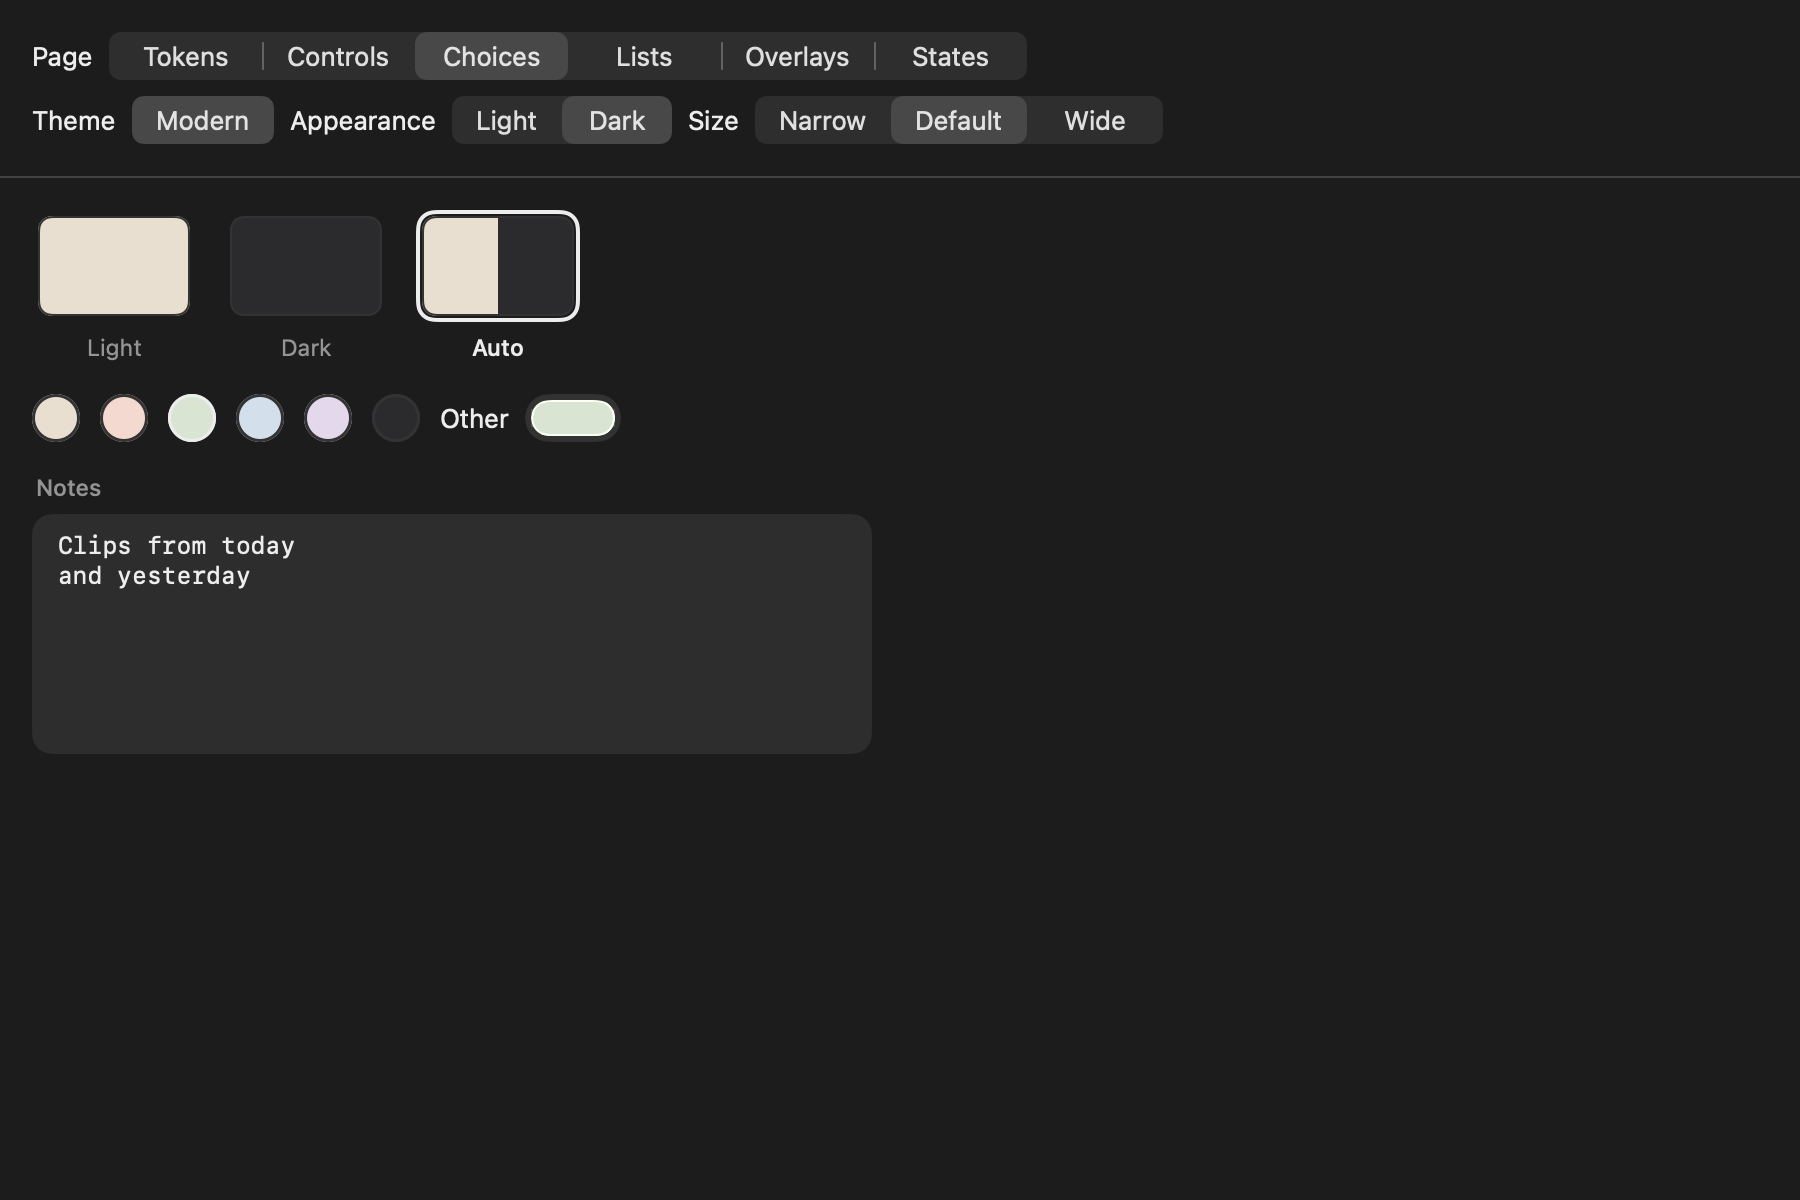 Page Tokens Controls Choices Lists Overlays States
Theme Modern Appearance Light Dark Size Narrow Default Wide
Light Dark Auto
Other
Notes
Clips from today
and yesterday